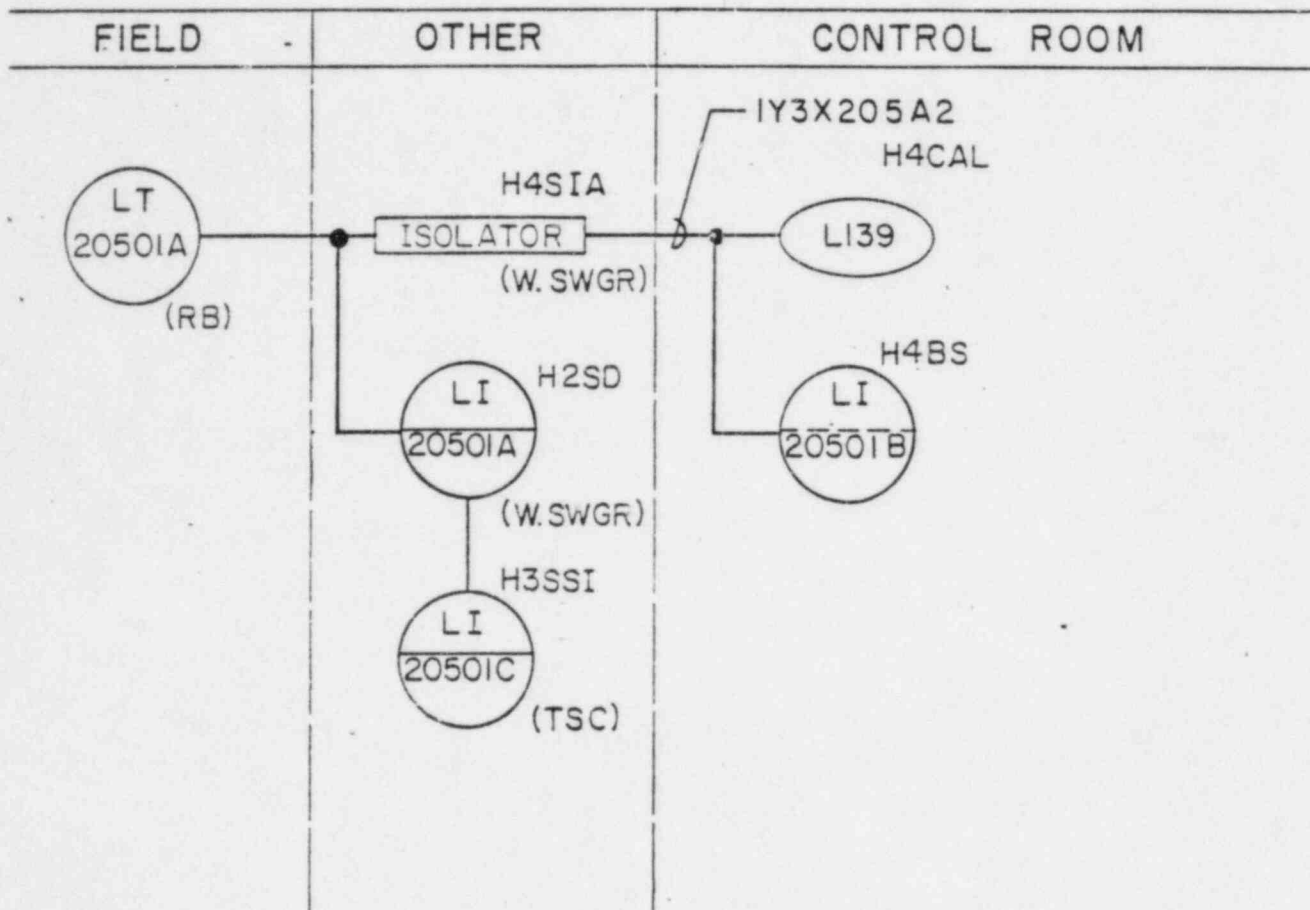 FIELD
OTHER
CONTROL ROOM
1Y3X205A2
H4CAL
LT
20501A
(RB)
H4SIA
ISOLATOR
(W. SWGR)
L139
LI
20501A
H2SD
(W. SWGR)
H4BS
LI
20501B
H3SSI
LI
20501C
(TSC)